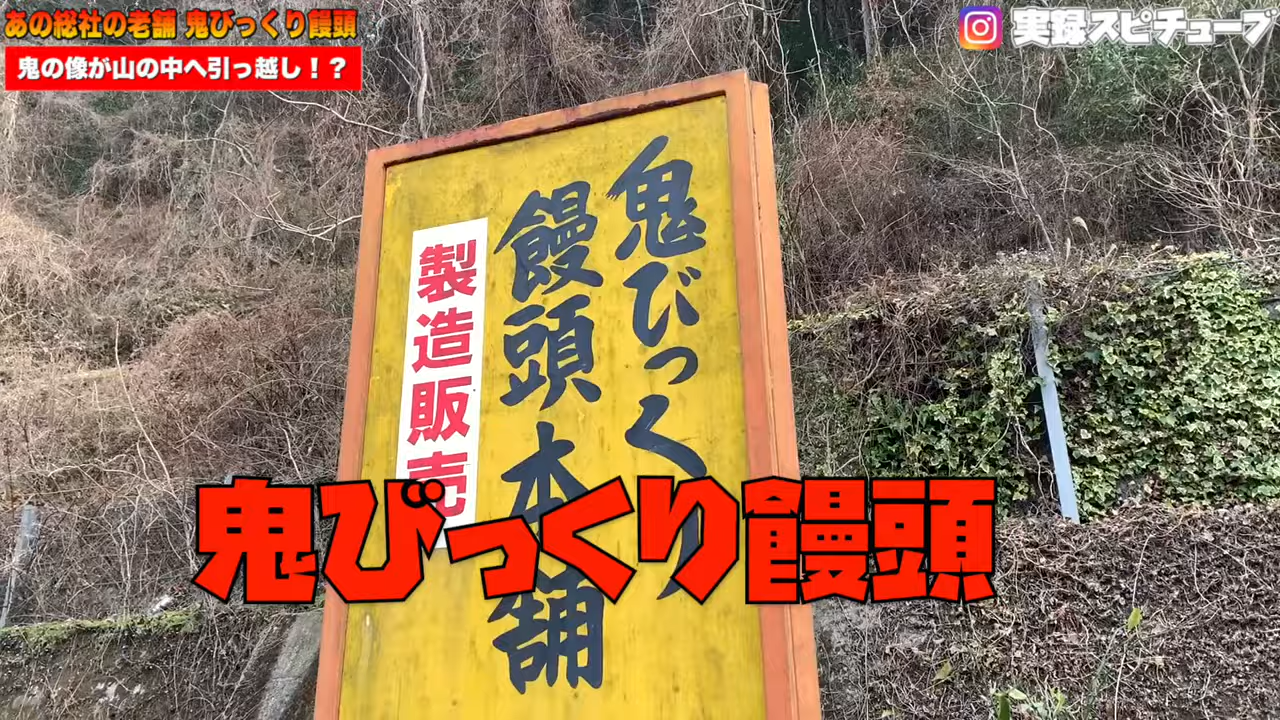 あの総社の老舗 鬼びっくり饅頭
鬼の像が山の中へ引っ越し！？
実録スピチューブ
鬼びっくり
饅頭本舗
製造販売
鬼びっくり饅頭